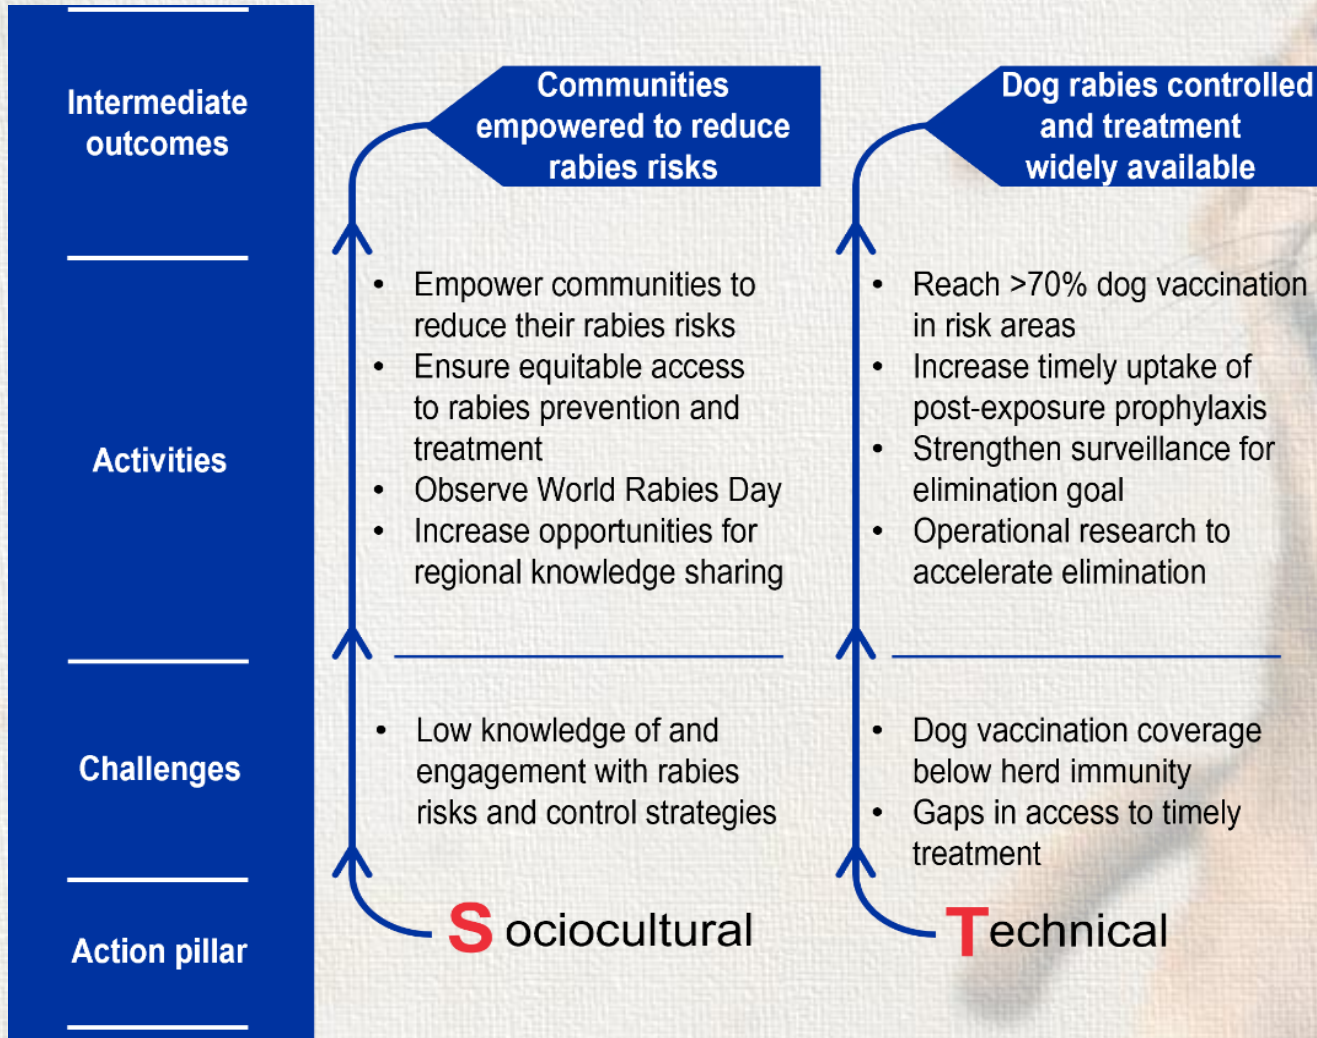 Intermediate
outcomes
Communities
empowered to reduce
rabies risks
Dog rabies controlled
and treatment
widely available
Activities
• Empower communities to
reduce their rabies risks
• Ensure equitable access
to rabies prevention and
treatment
• Observe World Rabies Day
• Increase opportunities for
regional knowledge sharing
• Reach >70% dog vaccination
in risk areas
• Increase timely uptake of
post-exposure prophylaxis
• Strengthen surveillance for
elimination goal
• Operational research to
accelerate elimination
Challenges
• Low knowledge of and
engagement with rabies
risks and control strategies
• Dog vaccination coverage
below herd immunity
• Gaps in access to timely
treatment
Action pillar
Sociocultural
Technical